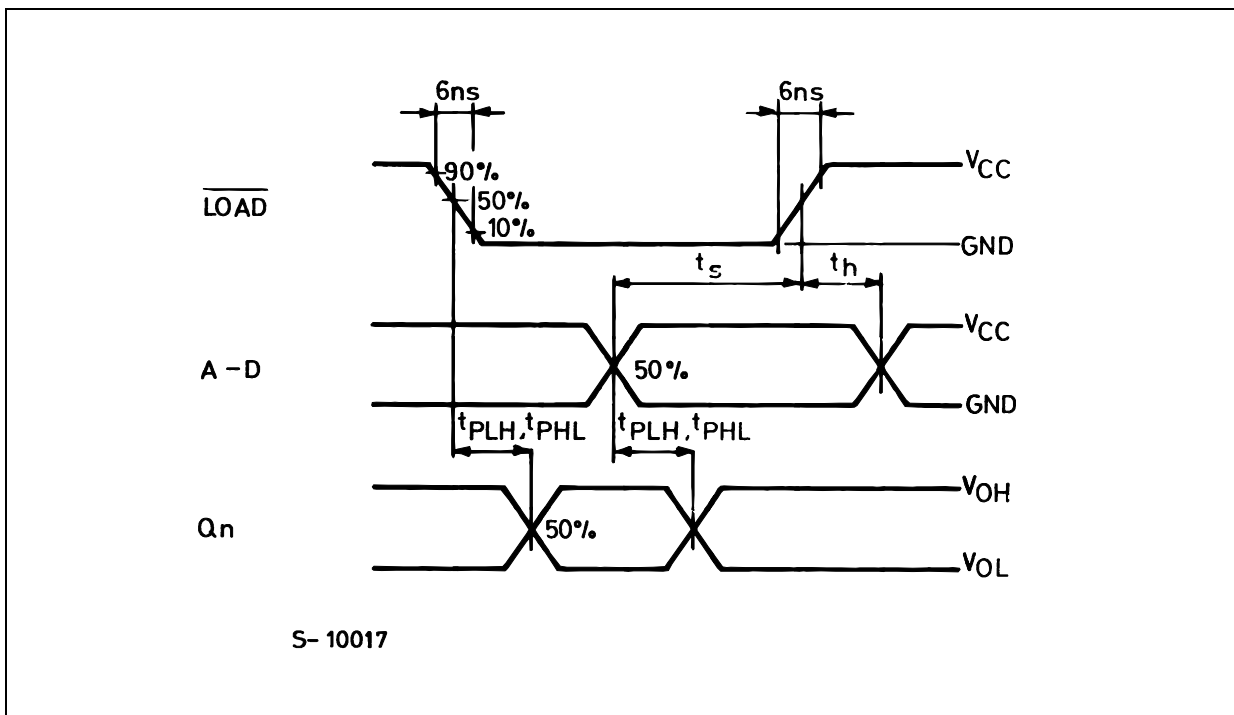 6ns 6ns
VCC
90%
LOAD
50%
10%
GND
ts th
VCC
A-D
50%
GND
tPLH,tPHL tPLH,tPHL
VOH
Qn
50%
VOL
S-10017